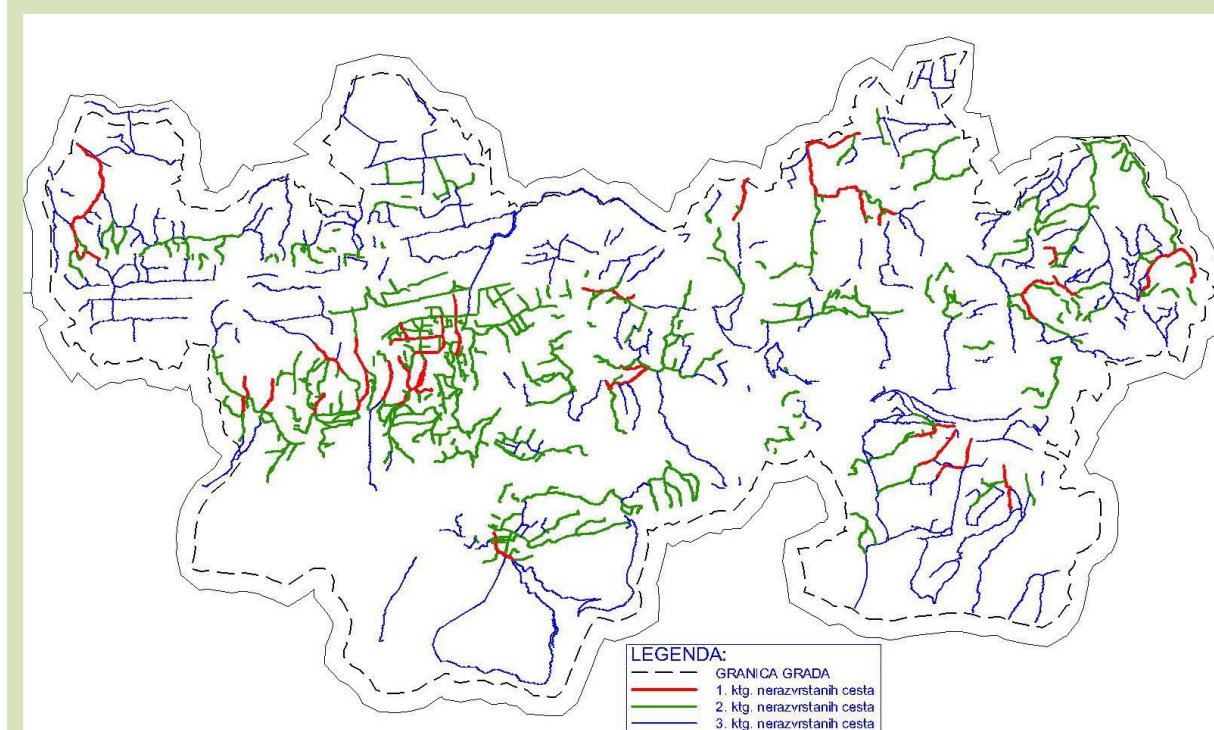 LEGENDA:
GRANICA GRADA
1. ktg. nerazvrstanih cesta
2. ktg. nerazvrstanih cesta
3. ktg. nerazvrstanih cesta